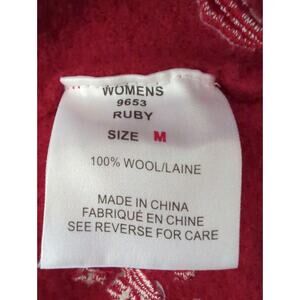 WOMENS
9653
RUBY
SIZE M
100% WOOL/LAINE
MADE IN CHINA
FABRIQUÉ EN CHINE
SEE REVERSE FOR CARE